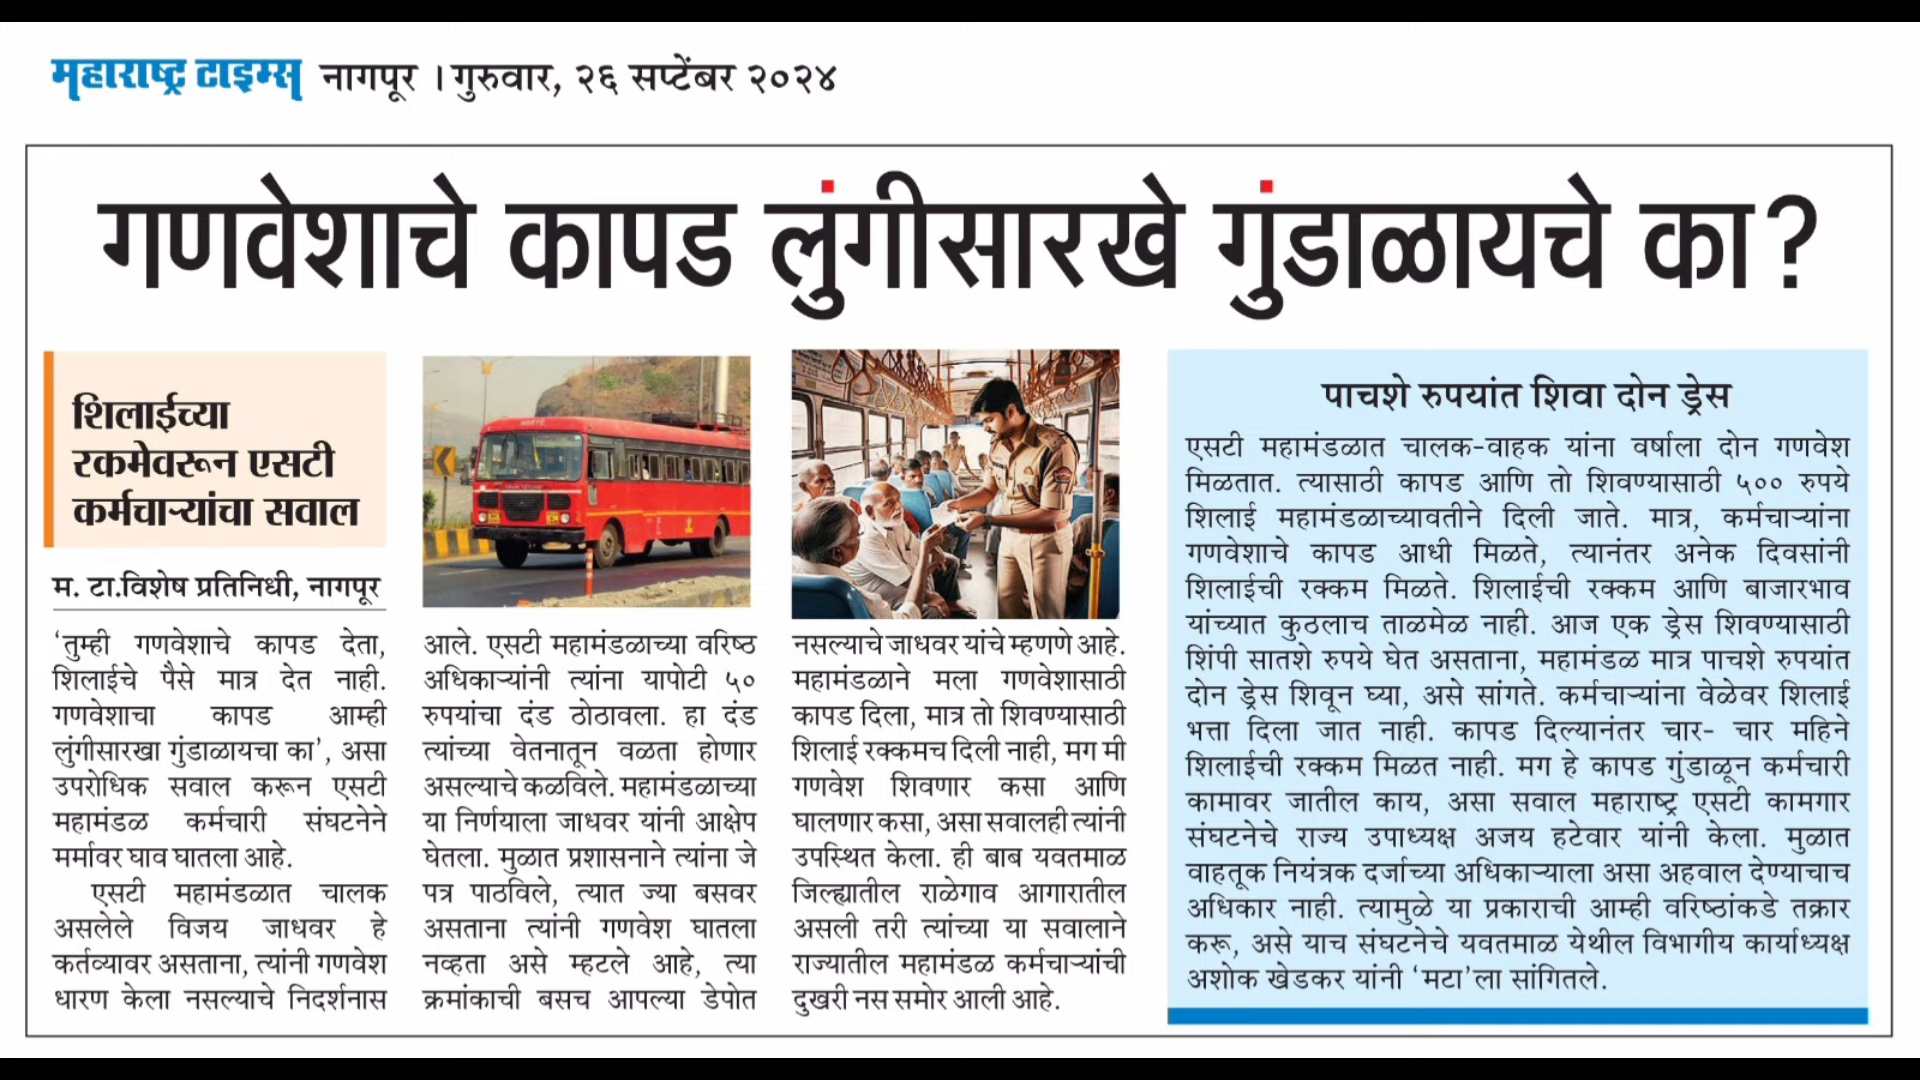 महाराष्ट्र टाइम्स नागपूर । गुरुवार, २६ सप्टेंबर २०२४
गणवेशाचे कापड लुंगीसारखे गुंडाळायचे का?
शिलाईच्या
रकमेवरून एसटी
कर्मचाऱ्यांचा सवाल
म. टा.विशेष प्रतिनिधी, नागपूर
‘तुम्ही गणवेशाचे कापड देता,
शिलाईचे पैसे मात्र देत नाही.
गणवेशाचा कापड आम्ही
लुंगीसारखा गुंडाळायचा का’, असा
उपरोधिक सवाल करून एसटी
महामंडळ कर्मचारी संघटनेने
मर्मावर घाव घातला आहे.
एसटी महामंडळात चालक
असलेले विजय जाधवर हे
कर्तव्यावर असताना, त्यांनी गणवेश
धारण केला नसल्याचे निदर्शनास
आले. एसटी महामंडळाच्या वरिष्ठ
अधिकाऱ्यांनी त्यांना यापोटी ५०
रुपयांचा दंड ठोठावला. हा दंड
त्यांच्या वेतनातून वळता होणार
असल्याचे कळविले. महामंडळाच्या
या निर्णयाला जाधवर यांनी आक्षेप
घेतला. मुळात प्रशासनाने त्यांना जे
पत्र पाठविले, त्यात ज्या बसवर
असताना त्यांनी गणवेश घातला
नव्हता असे म्हटले आहे, त्या
क्रमांकाची बसच आपल्या डेपोत
नसल्याचे जाधवर यांचे म्हणणे आहे.
महामंडळाने मला गणवेशासाठी
कापड दिला, मात्र तो शिवण्यासाठी
शिलाई रक्कमच दिली नाही, मग मी
गणवेश शिवणार कसा आणि
घालणार कसा, असा सवालही त्यांनी
उपस्थित केला. ही बाब यवतमाळ
जिल्ह्यातील राळेगाव आगारातील
असली तरी त्यांच्या या सवालाने
राज्यातील महामंडळ कर्मचाऱ्यांची
दुखरी नस समोर आली आहे.
पाचशे रुपयांत शिवा दोन ड्रेस
एसटी महामंडळात चालक-वाहक यांना वर्षाला दोन गणवेश
मिळतात. त्यासाठी कापड आणि तो शिवण्यासाठी ५०० रुपये
शिलाई महामंडळाच्यावतीने दिली जाते. मात्र, कर्मचाऱ्यांना
गणवेशाचे कापड आधी मिळते, त्यानंतर अनेक दिवसांनी
शिलाईची रक्कम मिळते. शिलाईची रक्कम आणि बाजारभाव
यांच्यात कुठलाच ताळमेळ नाही. आज एक ड्रेस शिवण्यासाठी
शिंपी सातशे रुपये घेत असताना, महामंडळ मात्र पाचशे रुपयांत
दोन ड्रेस शिवून घ्या, असे सांगते. कर्मचाऱ्यांना वेळेवर शिलाई
भत्ता दिला जात नाही. कापड दिल्यानंतर चार- चार महिने
शिलाईची रक्कम मिळत नाही. मग हे कापड गुंडाळून कर्मचारी
कामावर जातील काय, असा सवाल महाराष्ट्र एसटी कामगार
संघटनेचे राज्य उपाध्यक्ष अजय हटेवार यांनी केला. मुळात
वाहतूक नियंत्रक दर्जाच्या अधिकाऱ्याला असा अहवाल देण्याचाच
अधिकार नाही. त्यामुळे या प्रकाराची आम्ही वरिष्ठांकडे तक्रार
करू, असे याच संघटनेचे यवतमाळ येथील विभागीय कार्याध्यक्ष
अशोक खेडकर यांनी ‘मटा’ला सांगितले.